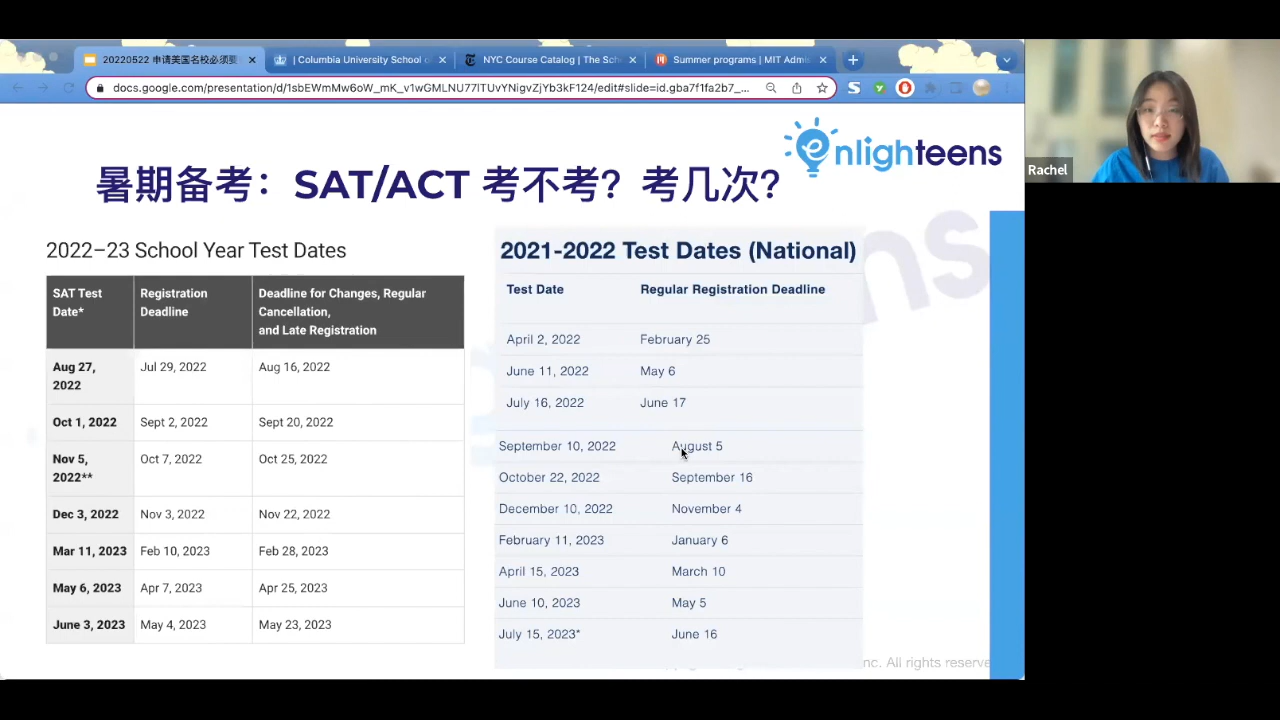 20220522 申请美国名校必须要
| Columbia University School of
NYC Course Catalog | The Sch
Summer programs | MIT Admis
docs.google.com/presentation/d/1sbEWmMw6oW_mK_v1wGMLNU77lTUvYNigvZjYb3kF124/edit#slide=id.gba7f1fa2b7_...
enlighteens
暑期备考：SAT/ACT 考不考？考几次？
Rachel
2022–23 School Year Test Dates
SAT Test Date* Registration Deadline Deadline for Changes, Regular Cancellation, and Late Registration
Aug 27, 2022 Jul 29, 2022 Aug 16, 2022
Oct 1, 2022 Sept 2, 2022 Sept 20, 2022
Nov 5, 2022** Oct 7, 2022 Oct 25, 2022
Dec 3, 2022 Nov 3, 2022 Nov 22, 2022
Mar 11, 2023 Feb 10, 2023 Feb 28, 2023
May 6, 2023 Apr 7, 2023 Apr 25, 2023
June 3, 2023 May 4, 2023 May 23, 2023
2021-2022 Test Dates (National)
Test Date Regular Registration Deadline
April 2, 2022 February 25
June 11, 2022 May 6
July 16, 2022 June 17
September 10, 2022 August 5
October 22, 2022 September 16
December 10, 2022 November 4
February 11, 2023 January 6
April 15, 2023 March 10
June 10, 2023 May 5
July 15, 2023* June 16
nc. All rights reserve